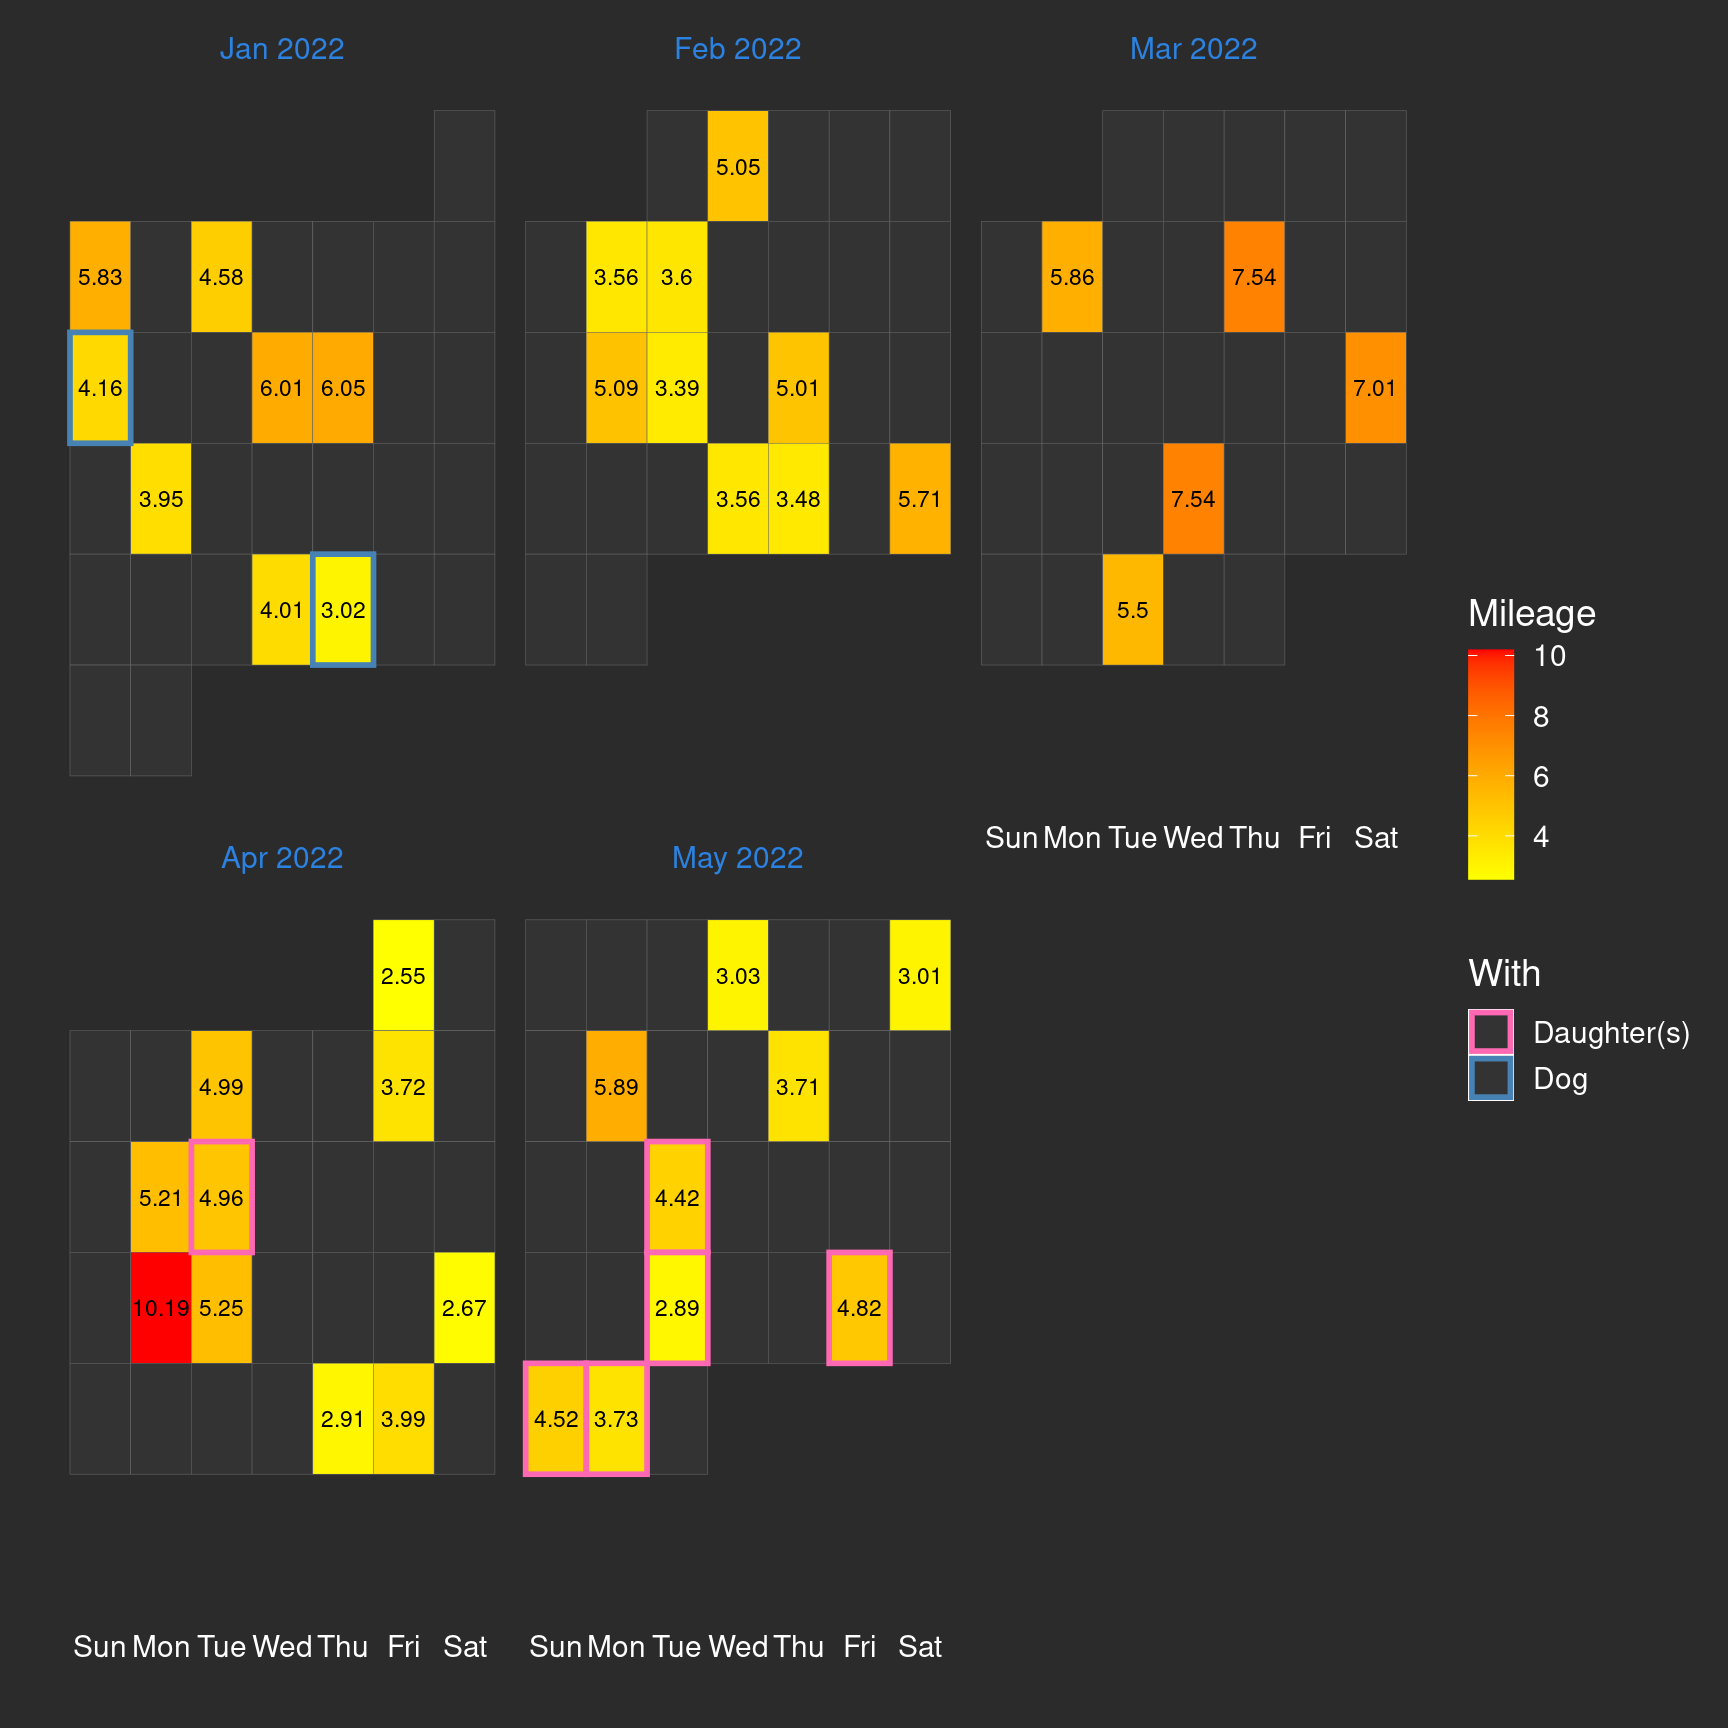 Jan 2022
Feb 2022
Mar 2022
5.05
5.83 4.58
3.56 3.6
5.86 7.54
4.16 6.01 6.05
5.09 3.39 5.01
7.01
3.95
3.56 3.48 5.71
7.54
4.01 3.02
5.5
Sun Mon Tue Wed Thu Fri Sat
Mileage
10
8
6
4
Apr 2022
May 2022
2.55
3.03 3.01
4.99 3.72
5.89 3.71
5.21 4.96
4.42
10.19 5.25 2.67
2.89 4.82
2.91 3.99
4.52 3.73
Sun Mon Tue Wed Thu Fri Sat
Sun Mon Tue Wed Thu Fri Sat
With
Daughter(s)
Dog